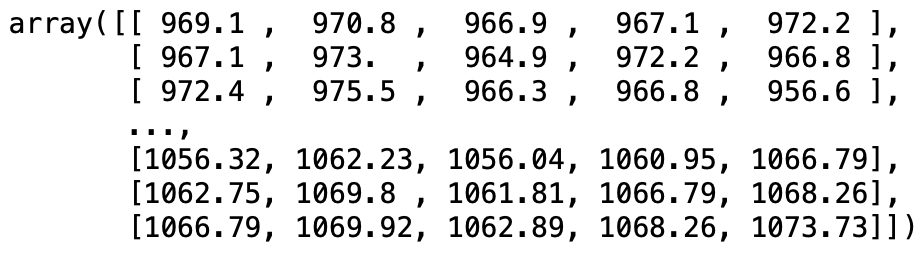 array([[ 969.1 ,  970.8 ,  966.9 ,  967.1 ,  972.2 ],
       [ 967.1 ,  973.  ,  964.9 ,  972.2 ,  966.8 ],
       [ 972.4 ,  975.5 ,  966.3 ,  966.8 ,  956.6 ],
       ...,
       [1056.32, 1062.23, 1056.04, 1060.95, 1066.79],
       [1062.75, 1069.8 , 1061.81, 1066.79, 1068.26],
       [1066.79, 1069.92, 1062.89, 1068.26, 1073.73]])